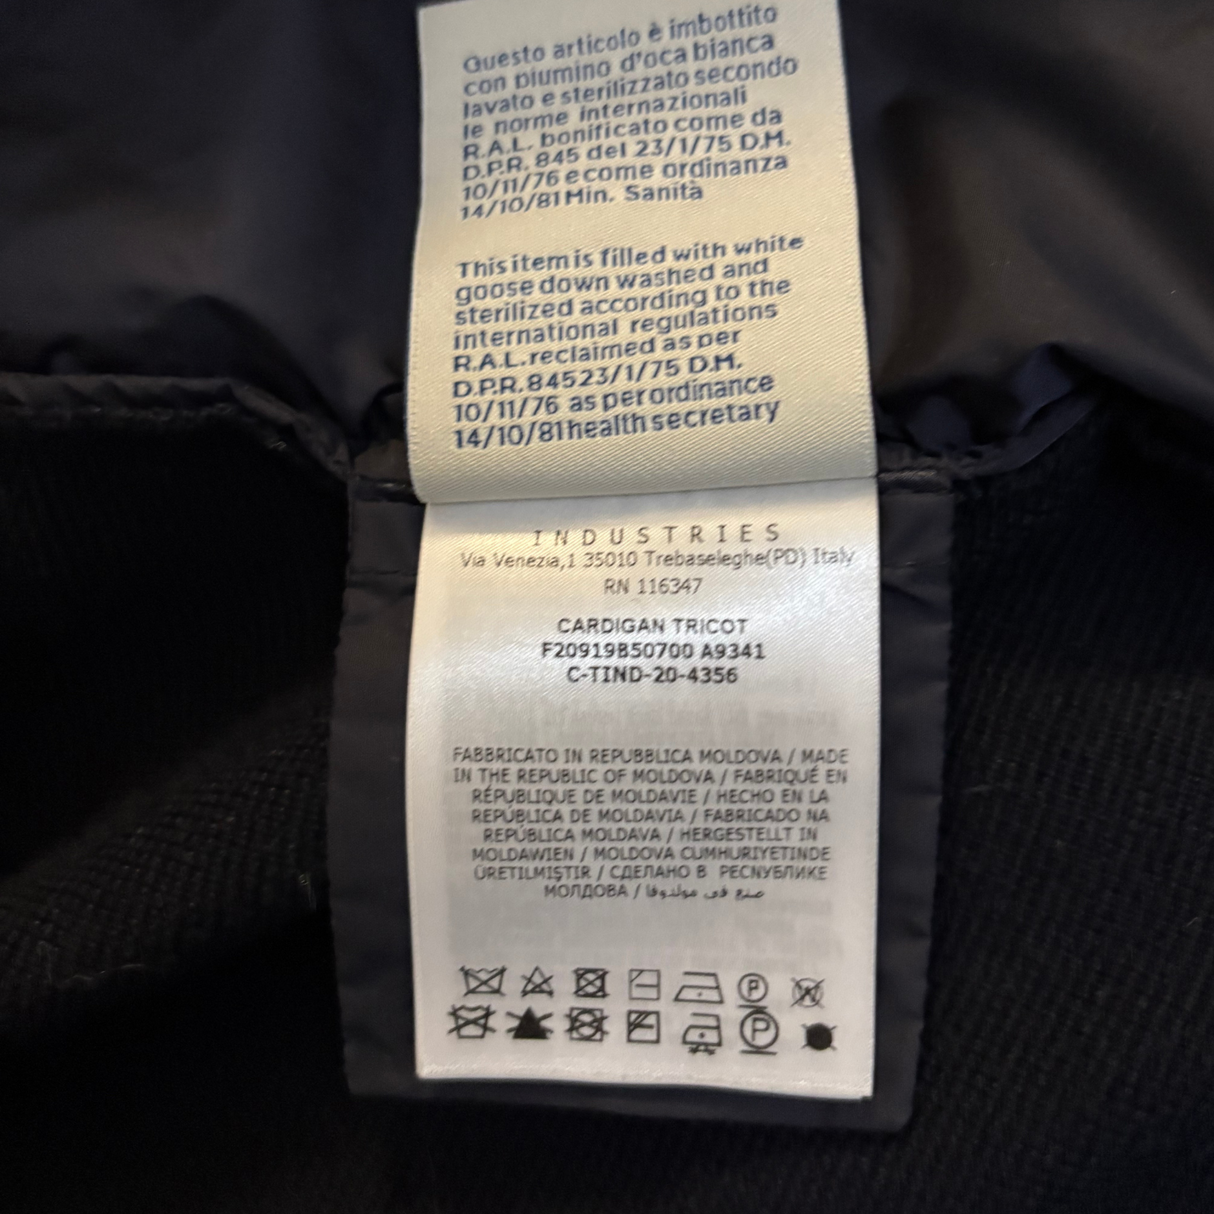 Questo articolo è imbottito
con piumino d'oca bianca
lavato e sterilizzato secondo
le norme internazionali
R.A.L. bonificato come da
D.P.R. 845 del 23/1/75 D.M.
10/11/76 e come ordinanza
14/10/81 Min. Sanità
This item is filled with white
goose down washed and
sterilized according to the
international regulations
R.A.L. reclaimed as per
D.P.R. 845 23/1/75 D.M.
10/11/76 as per ordinance
14/10/81 health secretary
INDUSTRIES
Via Venezia,1 35010 Trebaseleghe(PD) Italy
RN 116347
CARDIGAN TRICOT
F20919B50700 A9341
C-TIND-20-4356
FABBRICATO IN REPUBBLICA MOLDOVA / MADE
IN THE REPUBLIC OF MOLDOVA / FABRIQUÉ EN
RÉPUBLIQUE DE MOLDAVIE / HECHO EN LA
REPÚBLICA DE MOLDAVIA / FABRICADO NA
REPÚBLICA MOLDAVA / HERGESTELLT IN
MOLDAWIEN / MOLDOVA CUMHURIYETINDE
ÜRETILMIŞTIR / СДЕЛАНО В РЕСПУБЛИКЕ
МОЛДОВА / صنع في مولدوفا
P W
P